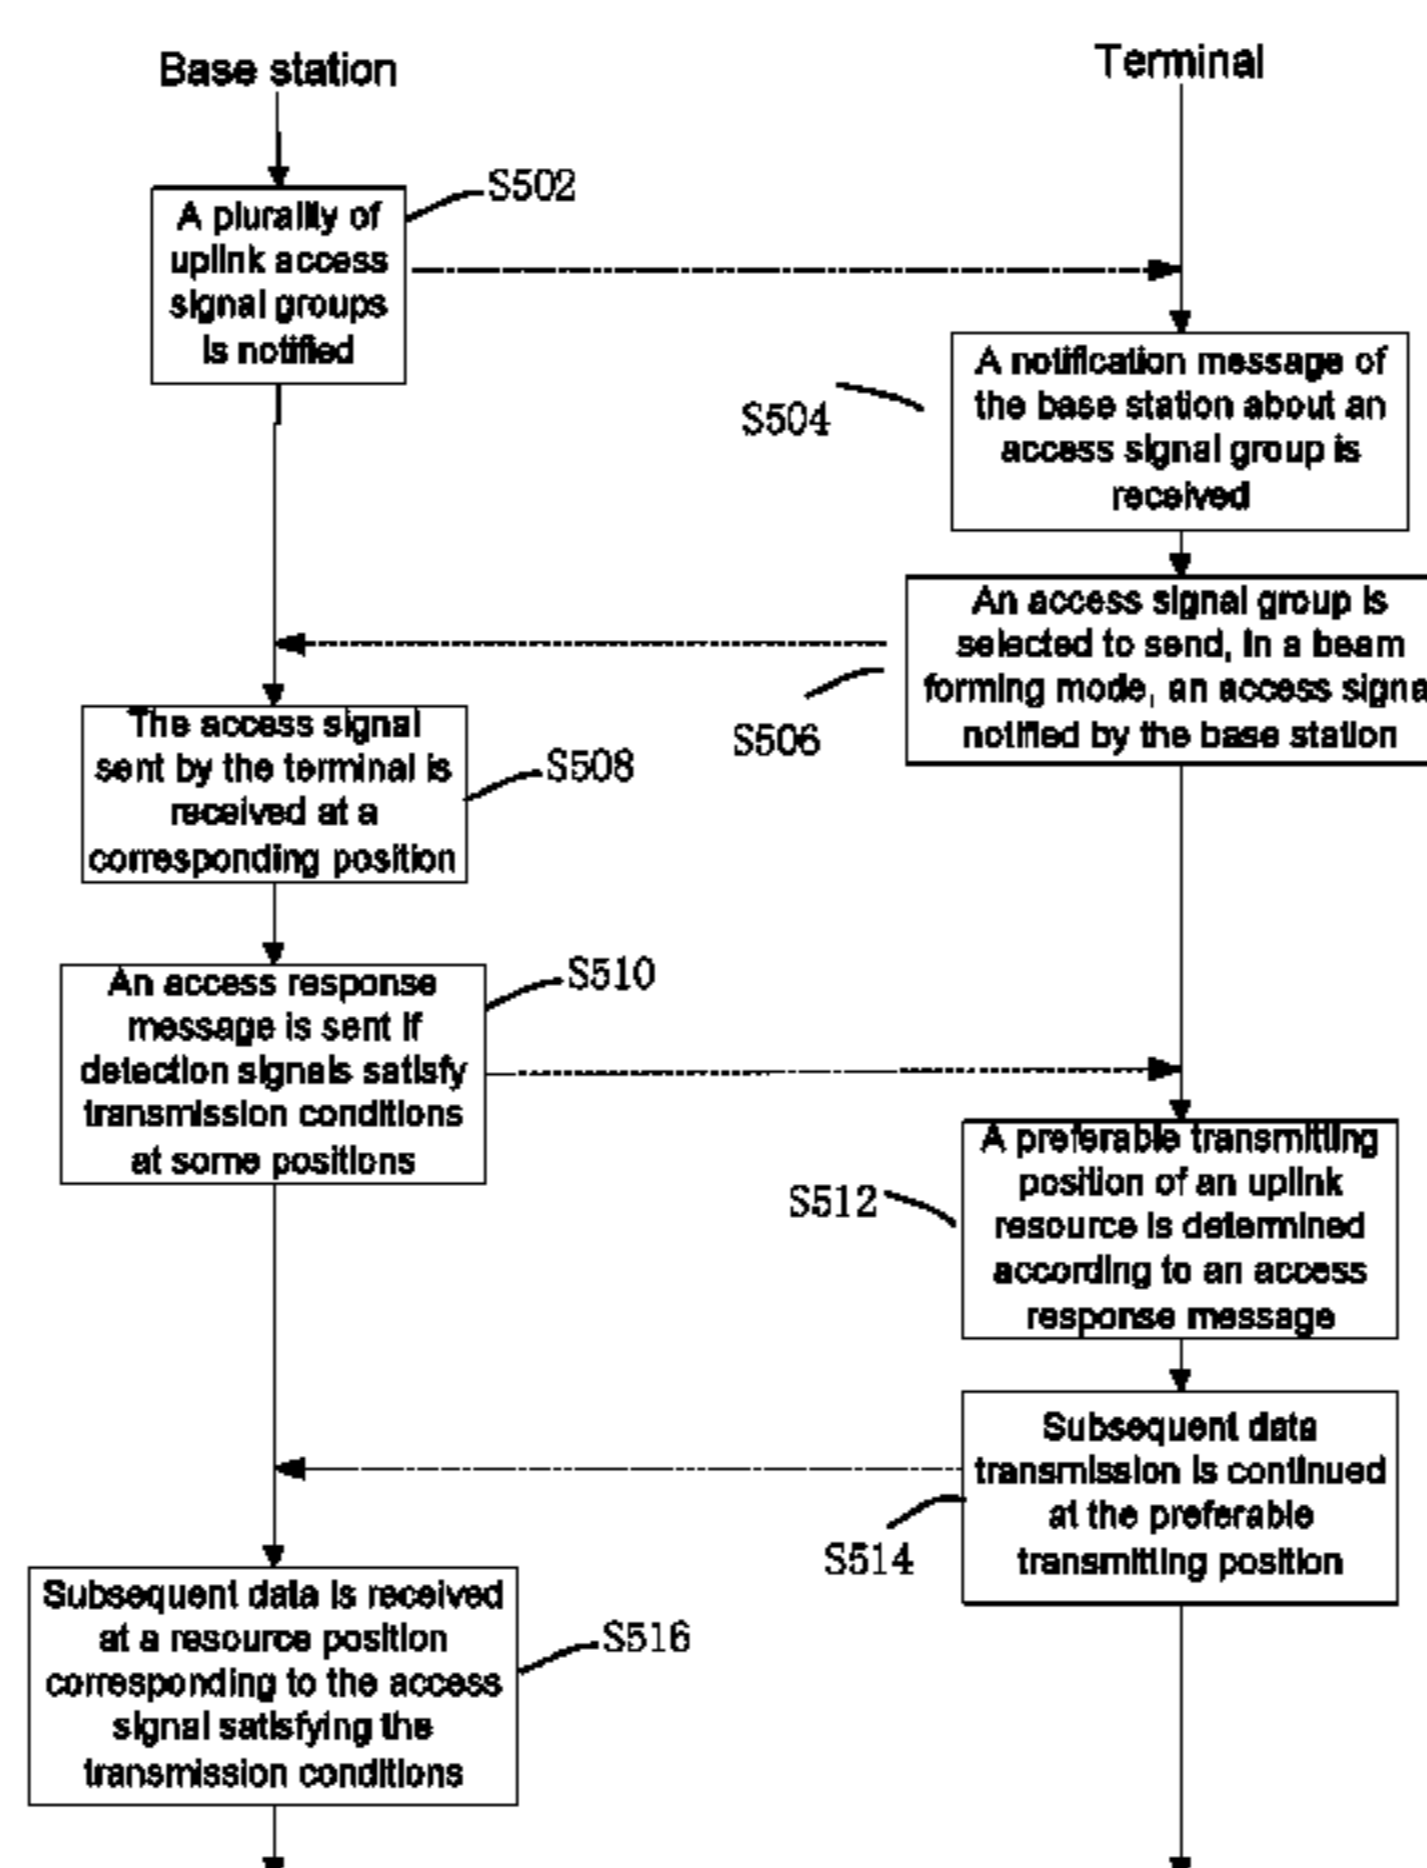 Base station
Terminal
S502
A plurality of
uplink access
signal groups
is notified
S504
A notification message of
the base station about an
access signal group is
received
An access signal group is
selected to send, in a beam
forming mode, an access signa
notified by the base station
S506
The access signal
sent by the terminal is
received at a
corresponding position
S508
An access response
message is sent if
detection signals satisfy
transmission conditions
at some positions
S510
S512
A preferable transmitting
position of an uplink
resource is determined
according to an access
response message
Subsequent data
transmission is continued
at the preferable
transmitting position
S514
Subsequent data is received
at a resource position
corresponding to the access
signal satisfying the
transmission conditions
S516